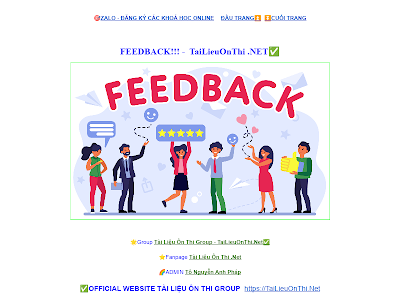 🎯ZALO - ĐĂNG KÝ CÁC KHOÁ HỌC ONLINE ĐẦU TRANG⏫ ⏬CUỐI TRANG
FEEDBACK!!! - TaiLieuOnThi .NET✅
FEEDBACK
🌟Group Tài Liệu Ôn Thi Group - TaiLieuOnThi.Net✅
⭐Fanpage Tài Liệu Ôn Thi .Net
🌈ADMIN Tô Nguyễn Anh Pháp
✅OFFICIAL WEBSITE TÀI LIỆU ÔN THI GROUP https://TaiLieuOnThi.Net